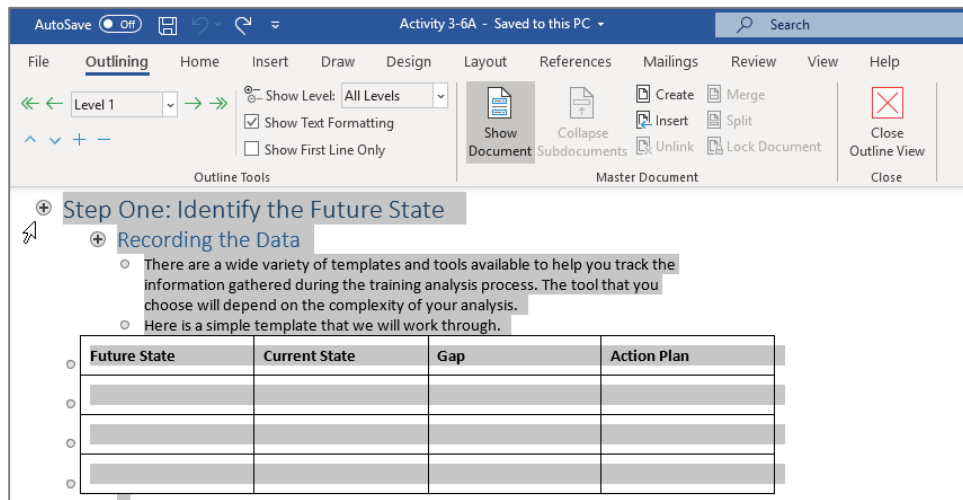 AutoSave Off Activity 3-6A - Saved to this PC Search
File Outlining Home Insert Draw Design Layout References Mailings Review View Help
Level 1 Show Level: All Levels
Show Text Formatting
Show First Line Only
Outline Tools
Show Document
Collapse Subdocuments
Create Merge
Insert Split
Unlink Lock Document
Master Document
Close Outline View
Close
Step One: Identify the Future State
Recording the Data
There are a wide variety of templates and tools available to help you track the
information gathered during the training analysis process. The tool that you
choose will depend on the complexity of your analysis.
Here is a simple template that we will work through.
Future State Current State Gap Action Plan